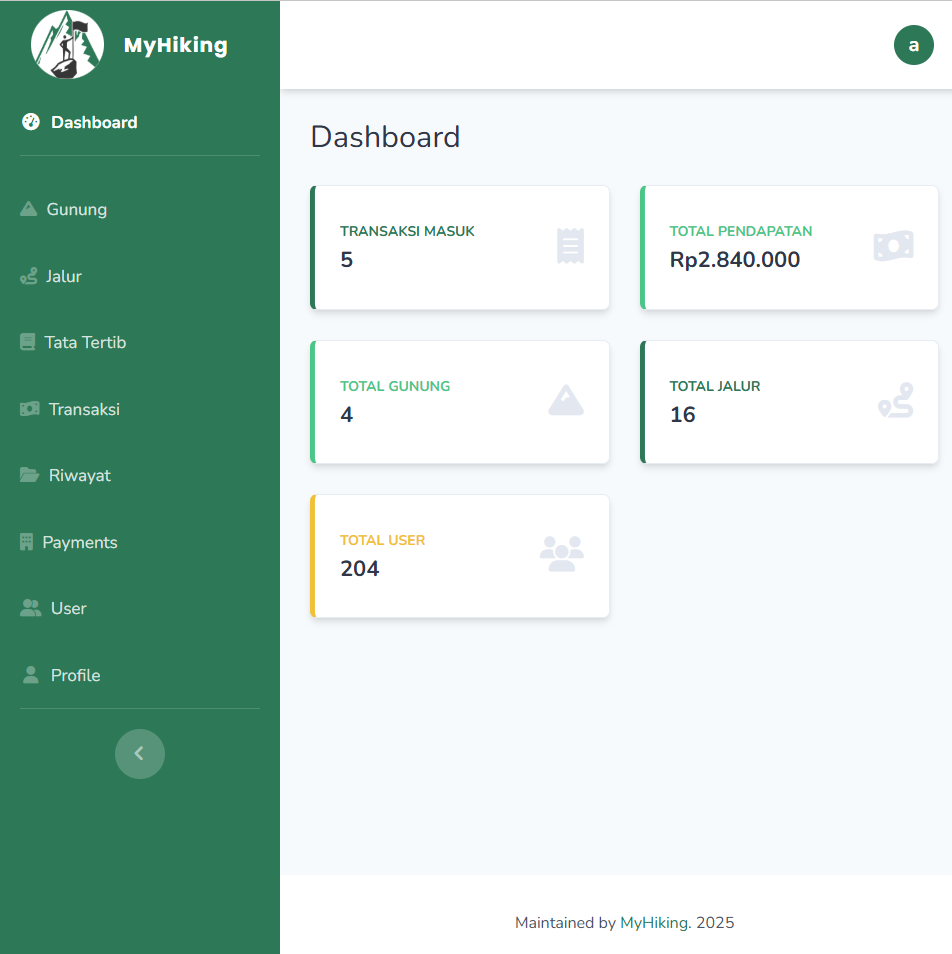 MyHiking
a
Dashboard
Gunung
Jalur
Tata Tertib
Transaksi
Riwayat
Payments
User
Profile
Dashboard
TRANSAKSI MASUK
5
TOTAL PENDAPATAN
Rp2.840.000
TOTAL GUNUNG
4
TOTAL JALUR
16
TOTAL USER
204
Maintained by MyHiking. 2025